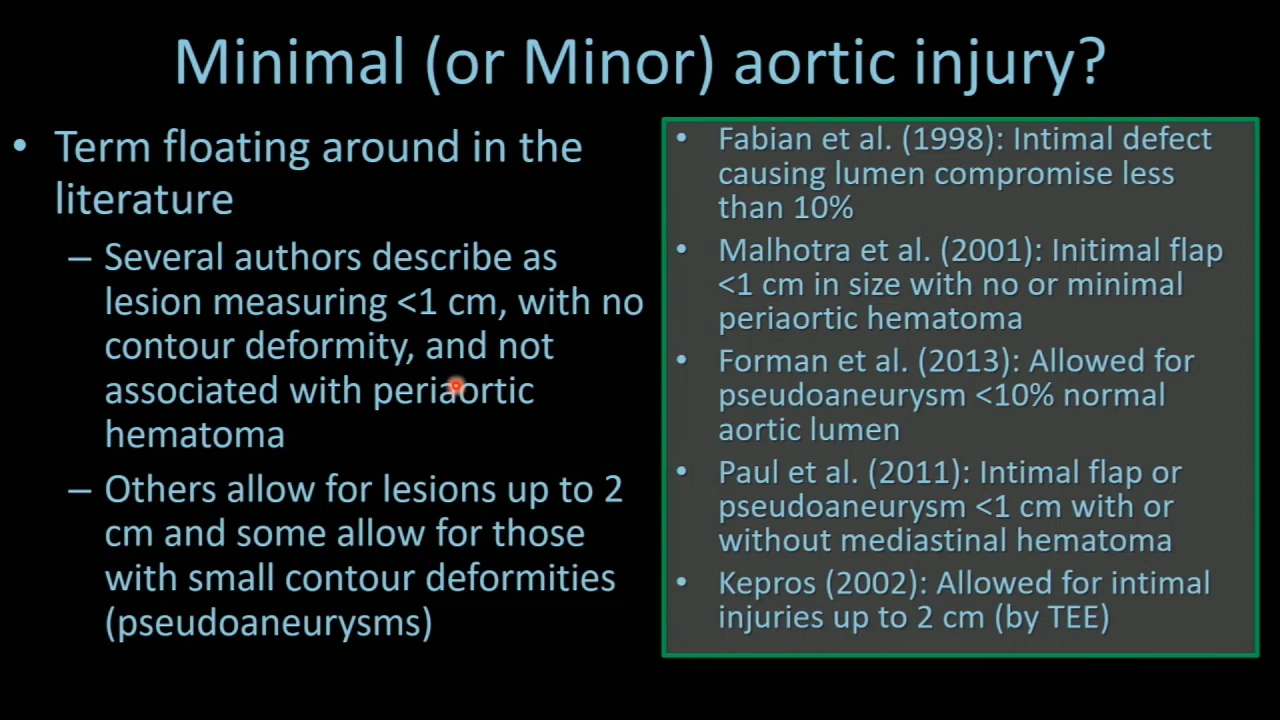 Minimal (or Minor) aortic injury?
• Term floating around in the
literature
– Several authors describe as
lesion measuring <1 cm, with no
contour deformity, and not
associated with periaortic
hematoma
– Others allow for lesions up to 2
cm and some allow for those
with small contour deformities
(pseudoaneurysms)
• Fabian et al. (1998): Intimal defect
causing lumen compromise less
than 10%
• Malhotra et al. (2001): Initimal flap
<1 cm in size with no or minimal
periaortic hematoma
• Forman et al. (2013): Allowed for
pseudoaneurysm <10% normal
aortic lumen
• Paul et al. (2011): Intimal flap or
pseudoaneurysm <1 cm with or
without mediastinal hematoma
• Kepros (2002): Allowed for intimal
injuries up to 2 cm (by TEE)